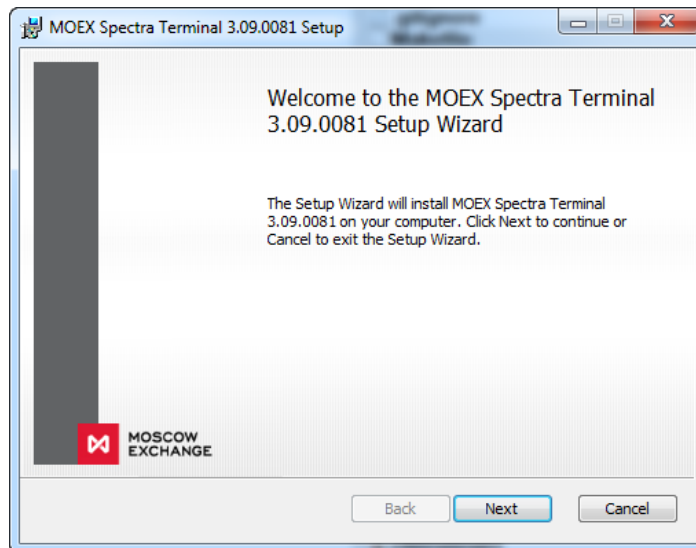 MOEX Spectra Terminal 3.09.0081 Setup
Welcome to the MOEX Spectra Terminal
3.09.0081 Setup Wizard
The Setup Wizard will install MOEX Spectra Terminal
3.09.0081 on your computer. Click Next to continue or
Cancel to exit the Setup Wizard.
MOSCOW
EXCHANGE
Back
Next
Cancel